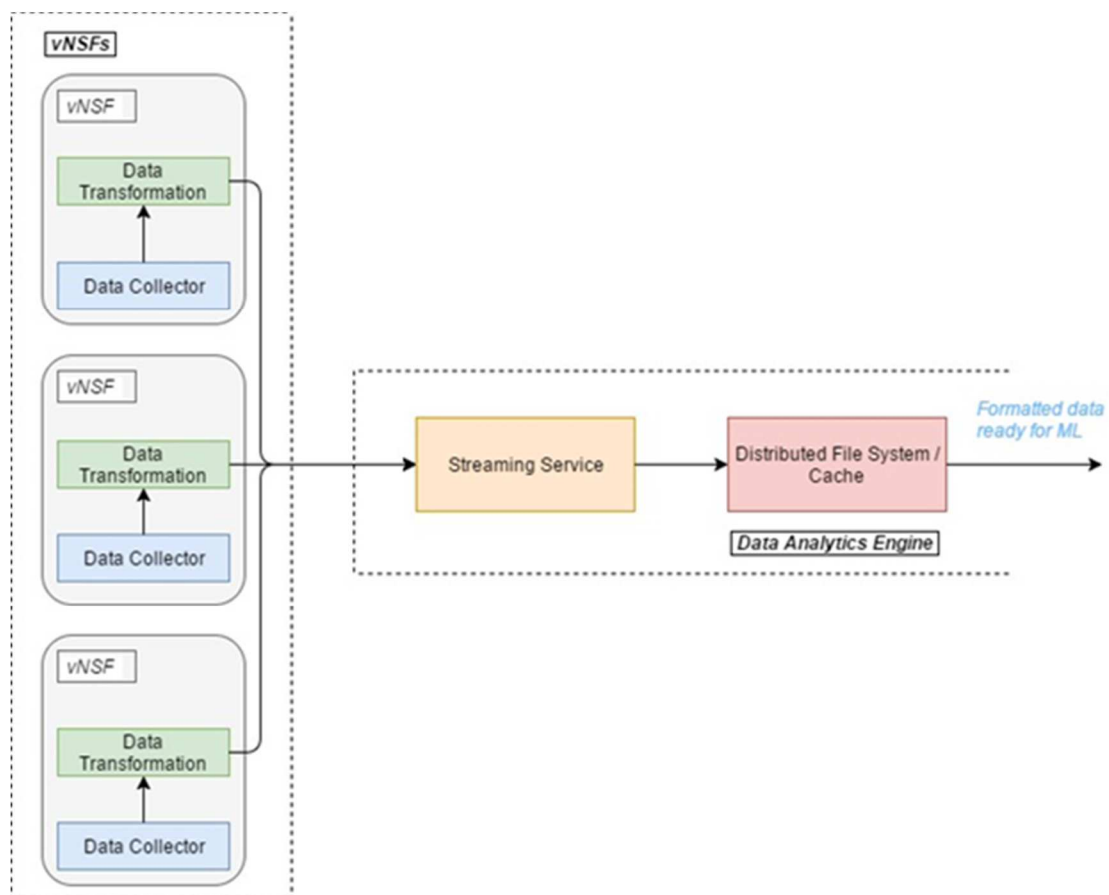 vNSFs
vNSF
Data
Transformation
Data Collector
vNSF
Data
Transformation
Data Collector
vNSF
Data
Transformation
Data Collector
Streaming Service
Distributed File System /
Cache
Data Analytics Engine
Formatted data
ready for ML